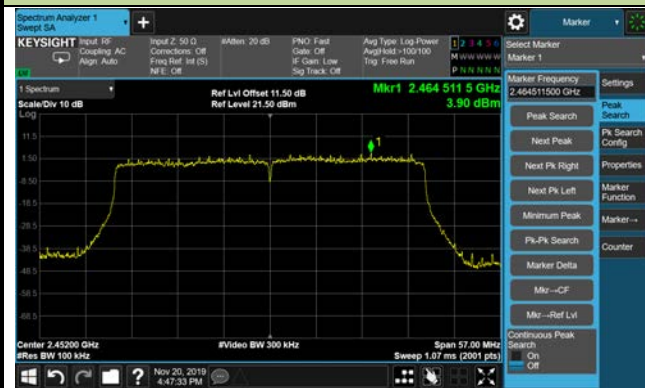 Spectrum Analyzer 1
Swept SA
Marker
KEYSIGHT
Input: RF
Coupling: AC
Align: Auto
Input Z: 50 Ω
Corrections: Off
Freq Ref: Int (S)
NFE: Off
#Atten: 20 dB
PNO: Fast
Gate: Off
IF Gain: Low
Sig Track: Off
Avg Type: Log-Power
Avg|Hold:>100/100
Trig: Free Run
1 2 3 4 5 6
M W W W W W
P N N N N N
Select Marker
Marker 1
Marker Frequency
2.464511500 GHz
Settings
Peak Search
Next Peak
Next Pk Right
Next Pk Left
Minimum Peak
Pk-Pk Search
Marker Delta
Mkr→CF
Mkr→Ref Lvl
Continuous Peak
Search
On
Off
Peak
Search
Pk Search
Config
Properties
Marker
Function
Marker→
Counter
1 Spectrum
Scale/Div 10 dB
Log
Ref Lvl Offset 11.50 dB
Ref Level 21.50 dBm
Mkr1 2.464 511 5 GHz
3.90 dBm
1
11.5
1.50
-8.50
-18.5
-28.5
-38.5
-48.5
-58.5
-68.5
Center 2.45200 GHz
#Res BW 100 kHz
#Video BW 300 kHz
Span 57.00 MHz
Sweep 1.07 ms (2001 pts)
?
Nov 20, 2019
4:47:33 PM